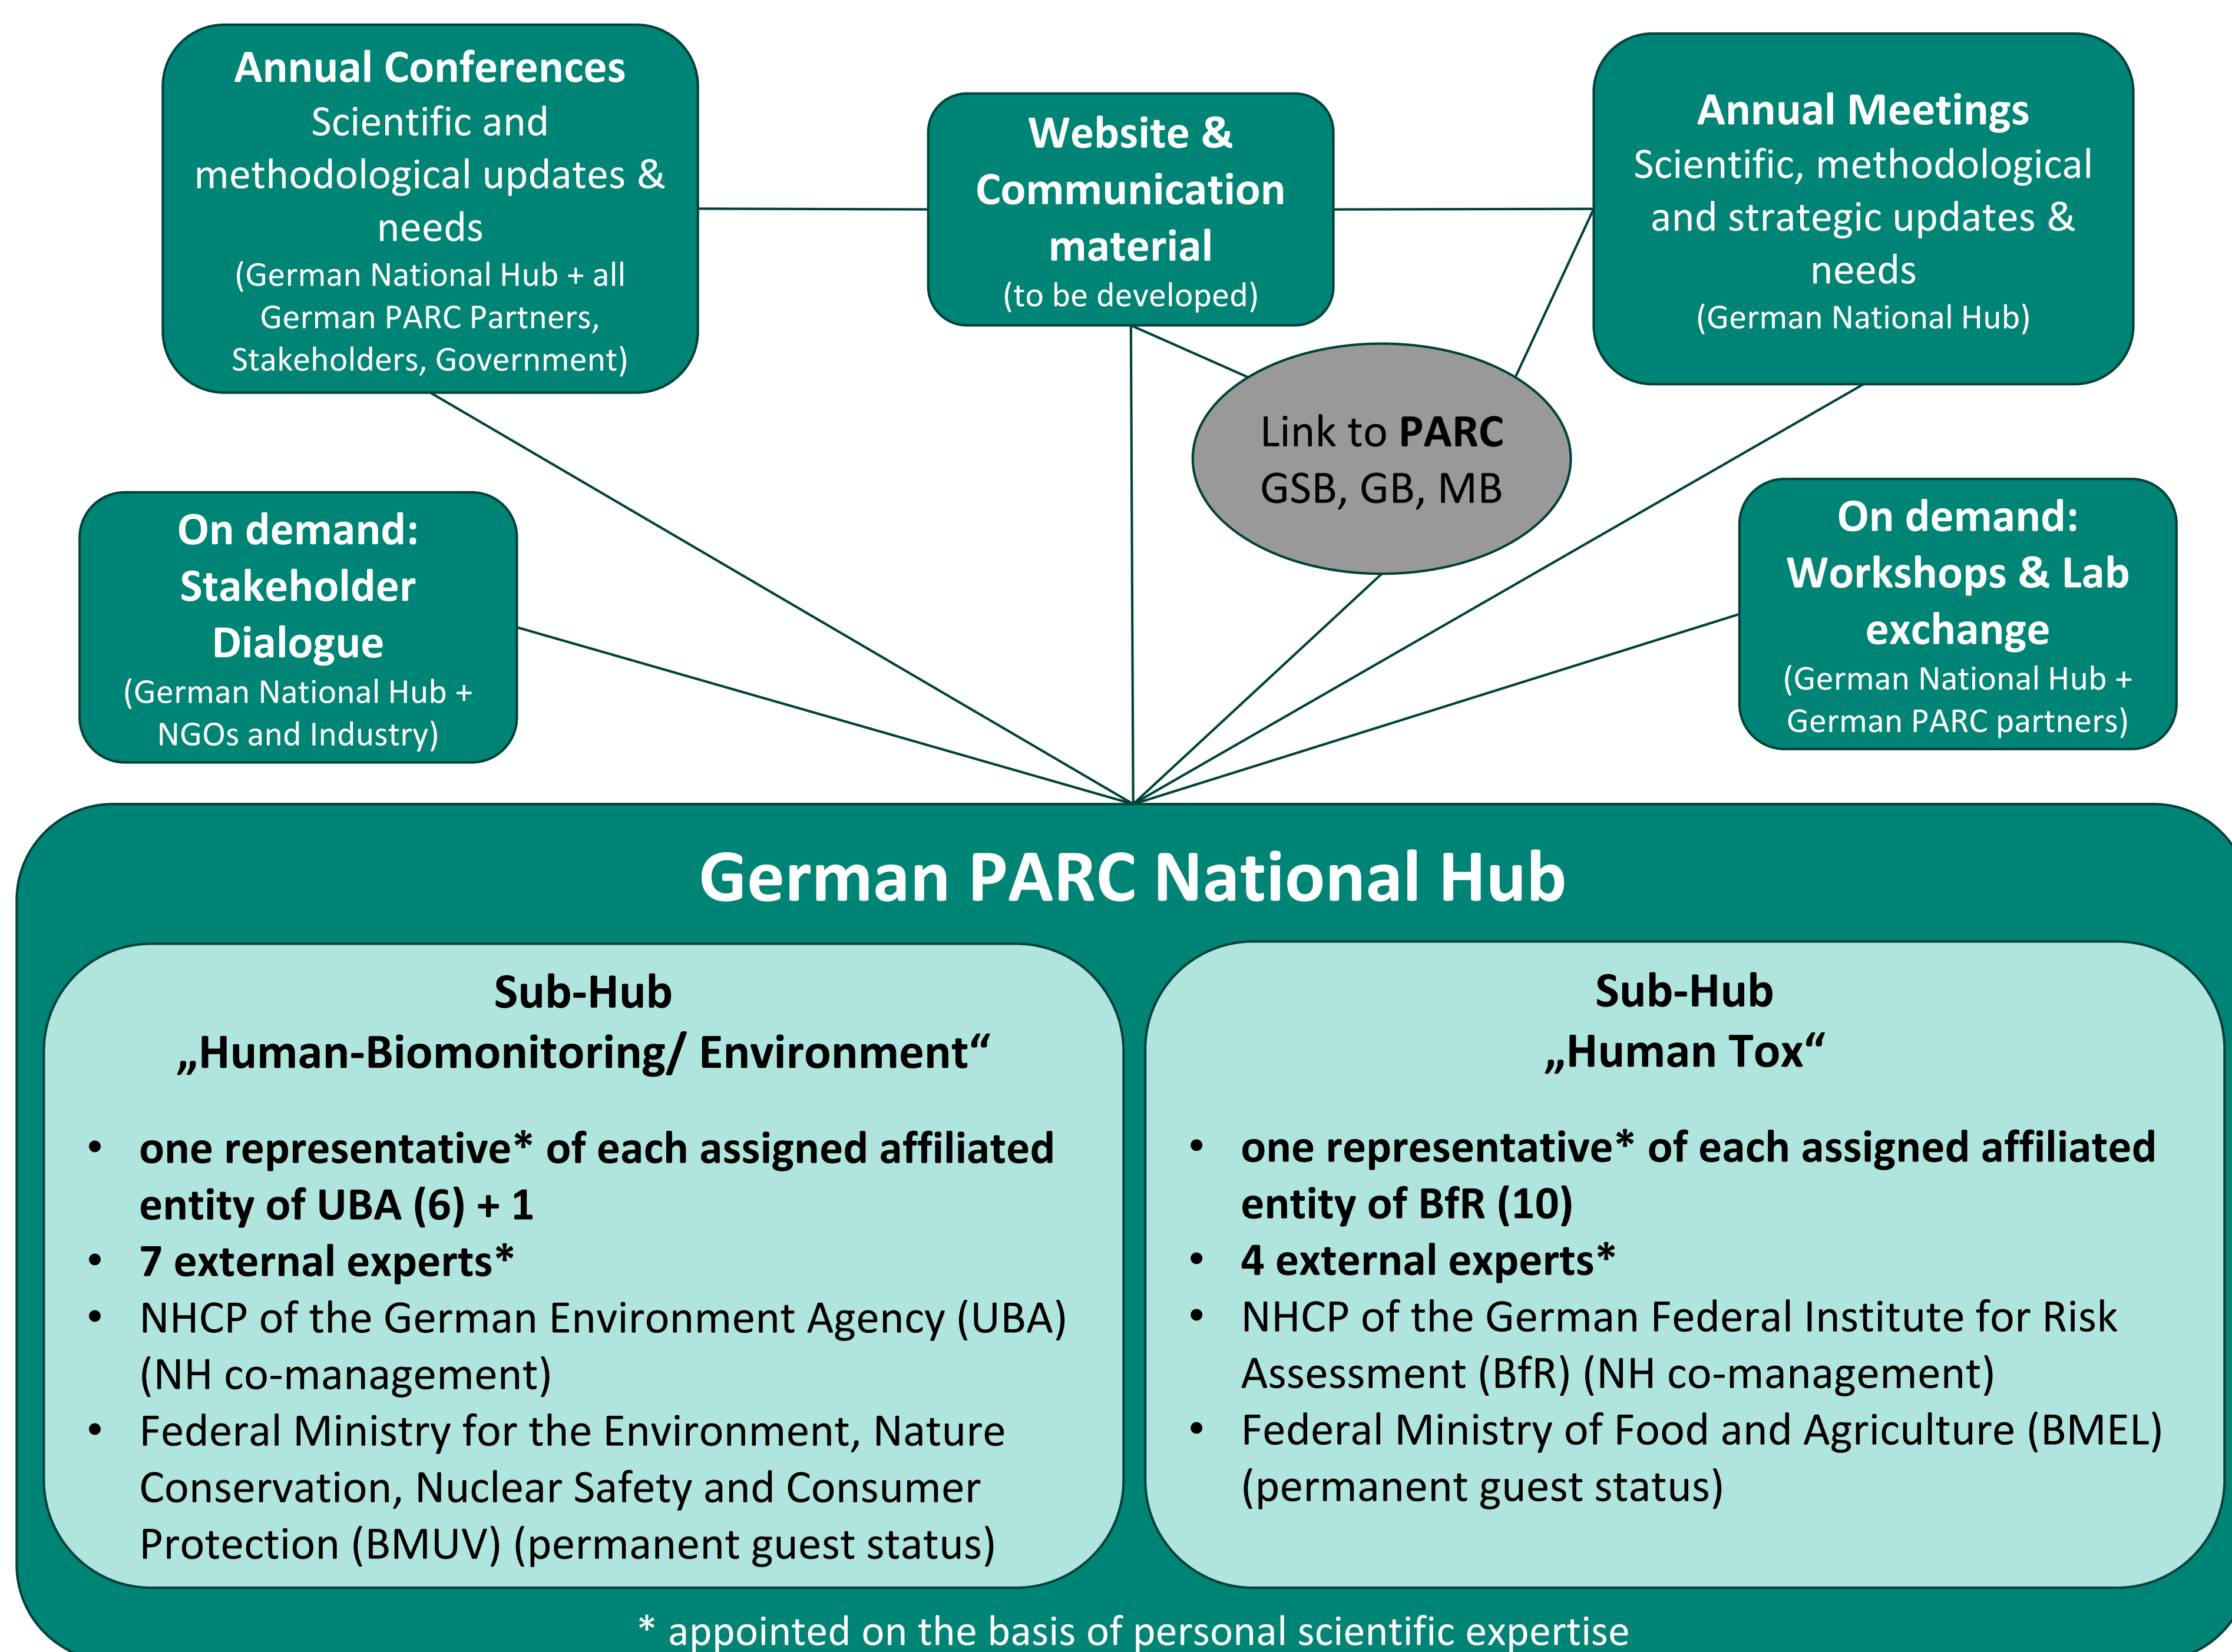 Annual Conferences
Scientific and
methodological updates &
needs
(German National Hub + all
German PARC Partners,
Stakeholders, Government)
Website &
Communication
material
(to be developed)
Annual Meetings
Scientific, methodological
and strategic updates &
needs
(German National Hub)
Link to PARC
GSB, GB, MB
On demand:
Stakeholder
Dialogue
(German National Hub +
NGOs and Industry)
On demand:
Workshops & Lab
exchange
(German National Hub +
German PARC partners)
German PARC National Hub
Sub-Hub
„Human-Biomonitoring/ Environment“
• one representative* of each assigned affiliated
entity of UBA (6) + 1
• 7 external experts*
• NHCP of the German Environment Agency (UBA)
(NH co-management)
• Federal Ministry for the Environment, Nature
Conservation, Nuclear Safety and Consumer
Protection (BMUV) (permanent guest status)
Sub-Hub
„Human Tox“
• one representative* of each assigned affiliated
entity of BfR (10)
• 4 external experts*
• NHCP of the German Federal Institute for Risk
Assessment (BfR) (NH co-management)
• Federal Ministry of Food and Agriculture (BMEL)
(permanent guest status)
* appointed on the basis of personal scientific expertise